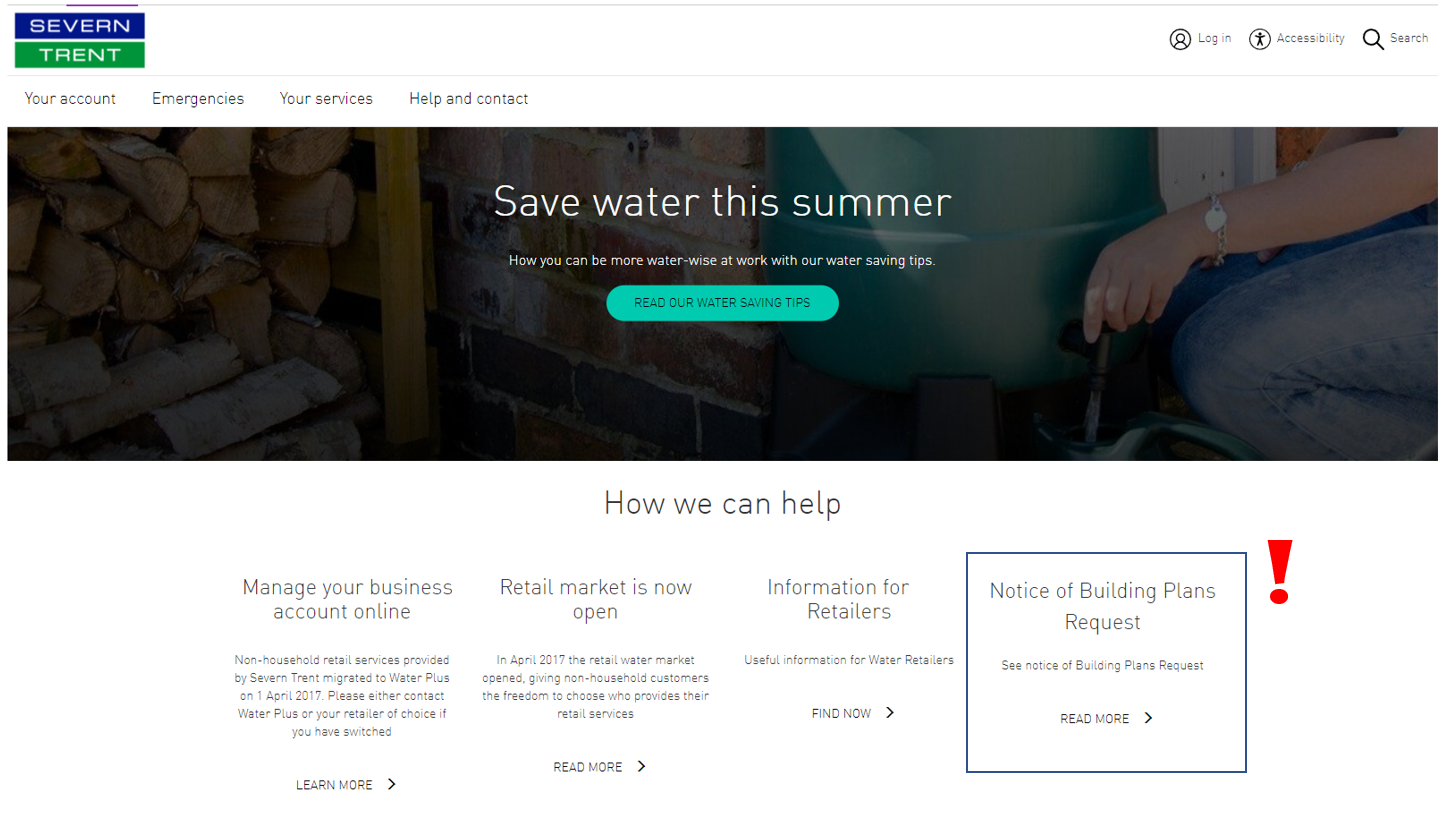 SEVERN
TRENT
Log in
Accessibility
Search
Your account
Emergencies
Your services
Help and contact
Save water this summer
How you can be more water-wise at work with our water saving tips.
READ OUR WATER SAVING TIPS
How we can help
Manage your business
account online
Non-household retail services provided
by Severn Trent migrated to Water Plus
on 1 April 2017. Please either contact
Water Plus or your retailer of choice if
you have switched
LEARN MORE
Retail market is now
open
In April 2017 the retail water market
opened, giving non-household customers
the freedom to choose who provides their
retail services
READ MORE
Information for
Retailers
Useful information for Water Retailers
FIND NOW
Notice of Building Plans
Request
See notice of Building Plans Request
READ MORE
!